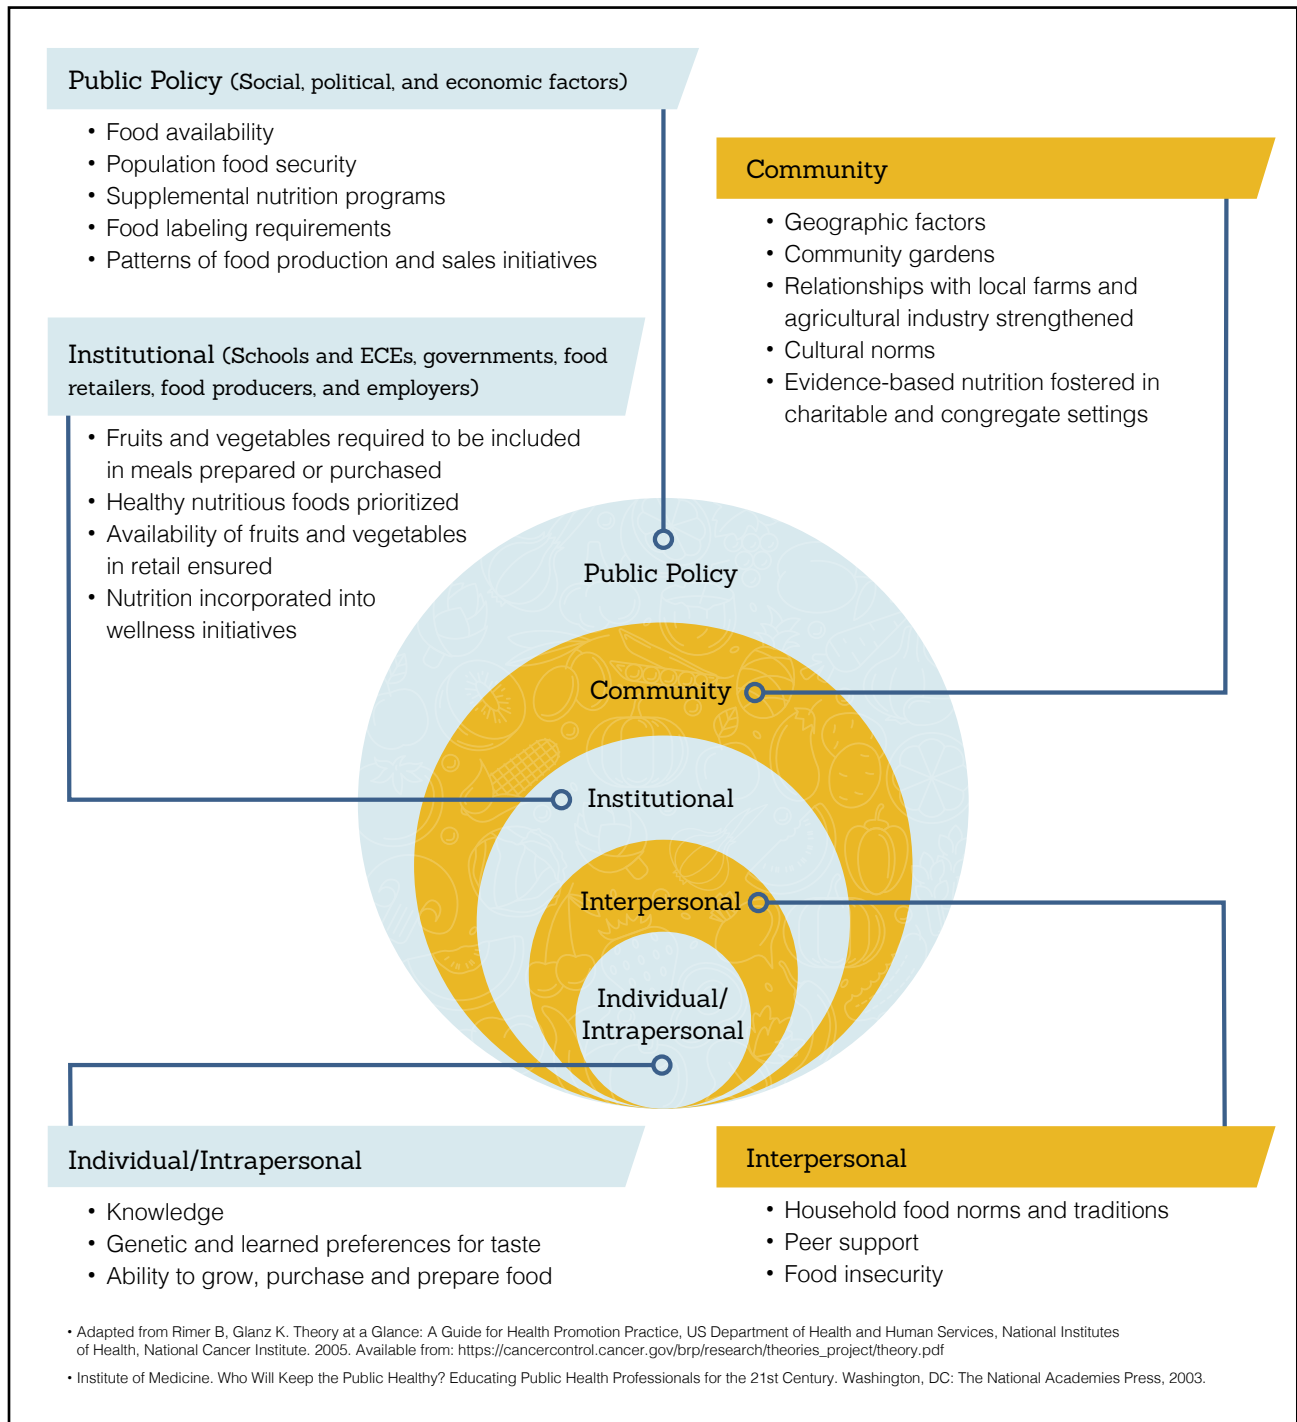 Public Policy (Social, political, and economic factors)
• Food availability
• Population food security
• Supplemental nutrition programs
• Food labeling requirements
• Patterns of food production and sales initiatives
Community
• Geographic factors
• Community gardens
• Relationships with local farms and
agricultural industry strengthened
• Cultural norms
• Evidence-based nutrition fostered in
charitable and congregate settings
Institutional (Schools and ECEs, governments, food
retailers, food producers, and employers)
• Fruits and vegetables required to be included
in meals prepared or purchased
• Healthy nutritious foods prioritized
• Availability of fruits and vegetables
in retail ensured
• Nutrition incorporated into
wellness initiatives
Public Policy
Community
Institutional
Interpersonal
Individual/
Intrapersonal
Individual/Intrapersonal
• Knowledge
• Genetic and learned preferences for taste
• Ability to grow, purchase and prepare food
Interpersonal
• Household food norms and traditions
• Peer support
• Food insecurity
• Adapted from Rimer B, Glanz K. Theory at a Glance: A Guide for Health Promotion Practice, US Department of Health and Human Services, National Institutes
of Health, National Cancer Institute. 2005. Available from: https://cancercontrol.cancer.gov/brp/research/theories_project/theory.pdf
• Institute of Medicine. Who Will Keep the Public Healthy? Educating Public Health Professionals for the 21st Century. Washington, DC: The National Academies Press, 2003.